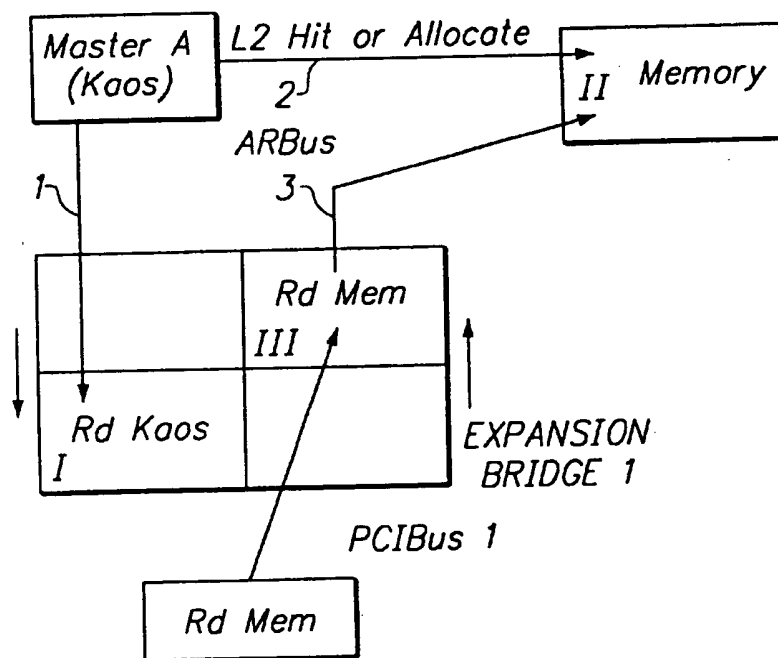 Master A
(Kaos)
L2 Hit or Allocate
2
II
Memory
ARBus
1
3
Rd Mem
III
Rd Kaos
I
EXPANSION
BRIDGE 1
PCIBus 1
Rd Mem